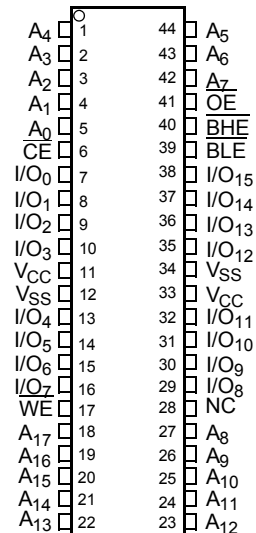 A4 1 44 A5
A3 2 43 A6
A2 3 42 A7
A1 4 41 OE
A0 5 40 BHE
CE 6 39 BLE
I/O0 7 38 I/O15
I/O1 8 37 I/O14
I/O2 9 36 I/O13
I/O3 10 35 I/O12
VCC 11 34 VSS
VSS 12 33 VCC
I/O4 13 32 I/O11
I/O5 14 31 I/O10
I/O6 15 30 I/O9
I/O7 16 29 I/O8
WE 17 28 NC
A17 18 27 A8
A16 19 26 A9
A15 20 25 A10
A14 21 24 A11
A13 22 23 A12